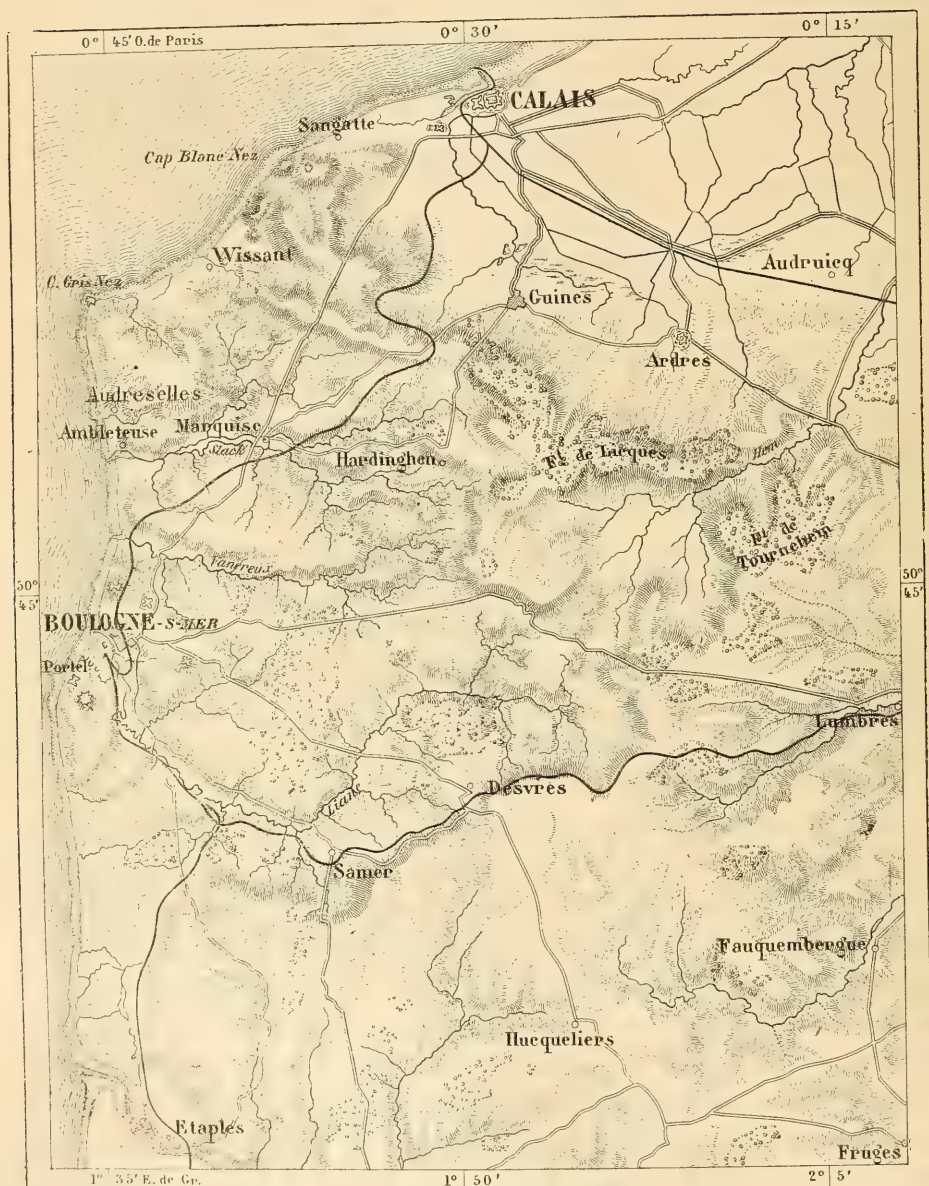 0° 45' O. de Paris
0° 30'
0° 15'
CALAIS
Sangatte
Cap Blanc Nez
Wissant
Audruicq
C. Gris Nez
Guines
Ardres
Audreselles
Ambleteuse
Marquise
Slack
Hardinghen
Ft. de Licques
Hem
Ft. de
Tournehem
50°
45'
50°
45'
BOULOGNE-S-MER
Portel
Lumbres
Desvres
Liane
Samer
Fauquembergue
Hucqueliers
Etaples
Fruges
1° 35' E. de Gr.
1° 50'
2° 5'